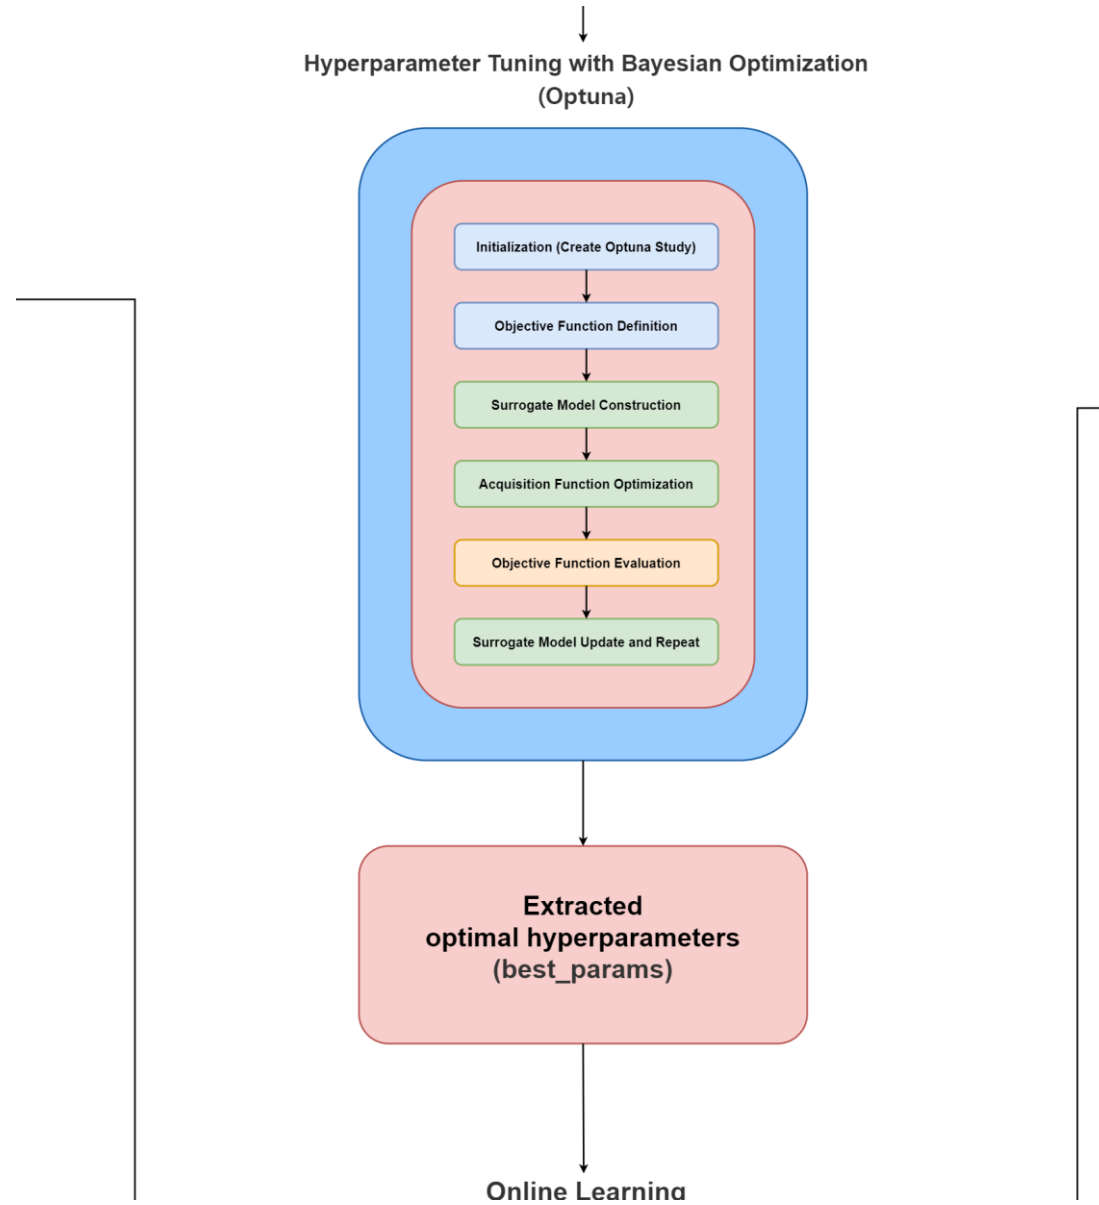 Hyperparameter Tuning with Bayesian Optimization
(Optuna)
Initialization (Create Optuna Study)
Objective Function Definition
Surrogate Model Construction
Acquisition Function Optimization
Objective Function Evaluation
Surrogate Model Update and Repeat
Extracted
optimal hyperparameters
(best_params)
Online Learning